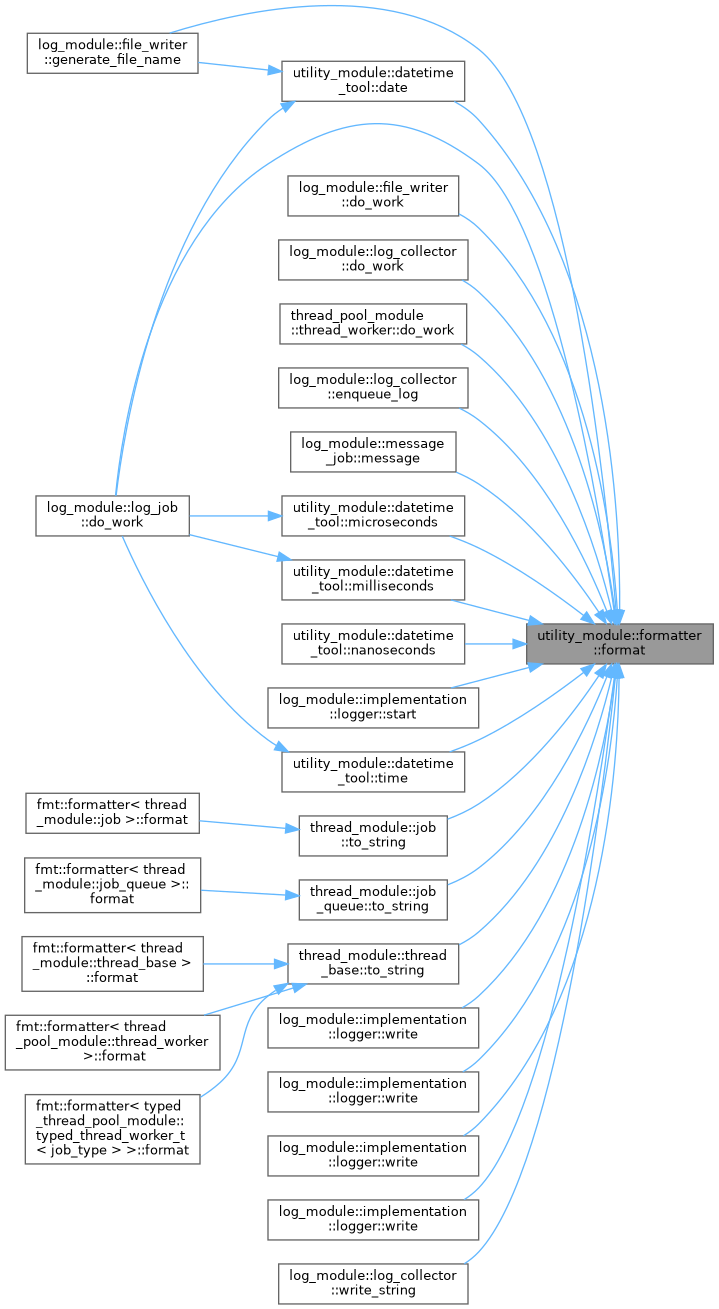 log_module::file_writer
::generate_file_name
utility_module::datetime
_tool::date
log_module::file_writer
::do_work
log_module::log_collector
::do_work
thread_pool_module
::thread_worker::do_work
log_module::log_collector
::enqueue_log
log_module::message
_job::message
log_module::log_job
::do_work
utility_module::datetime
_tool::microseconds
utility_module::datetime
_tool::milliseconds
utility_module::formatter
::format
utility_module::datetime
_tool::nanoseconds
log_module::implementation
::logger::start
utility_module::datetime
_tool::time
fmt::formatter< thread
_module::job >::format
thread_module::job
::to_string
fmt::formatter< thread
_module::job_queue >::
format
thread_module::job
_queue::to_string
fmt::formatter< thread
_module::thread_base >
::format
thread_module::thread
_base::to_string
fmt::formatter< thread
_pool_module::thread_worker
>::format
log_module::implementation
::logger::write
fmt::formatter< typed
_thread_pool_module::
typed_thread_worker_t
< job_type > >::format
log_module::implementation
::logger::write
log_module::implementation
::logger::write
log_module::implementation
::logger::write
log_module::log_collector
::write_string